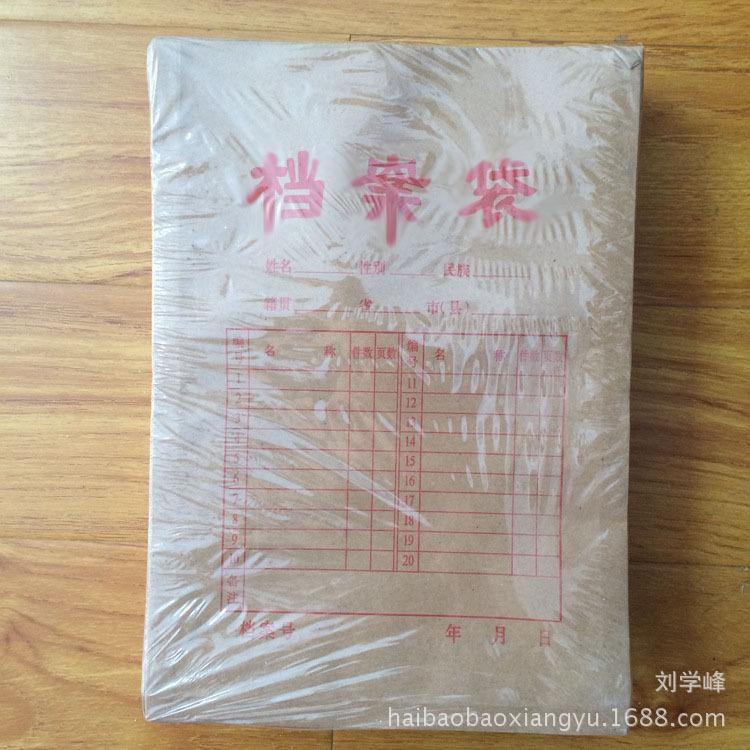 档案袋
姓名 性别 民族
籍贯 省 市(县)
编号 名 称 件数 页数 编号 名 称 件数 页数
1 11
2 12
3 13
4 14
5 15
6 16
7 17
8 18
9 19
10 20
备注
档案号 年 月 日
刘学峰
haibaobaoxiangyu.1688.com